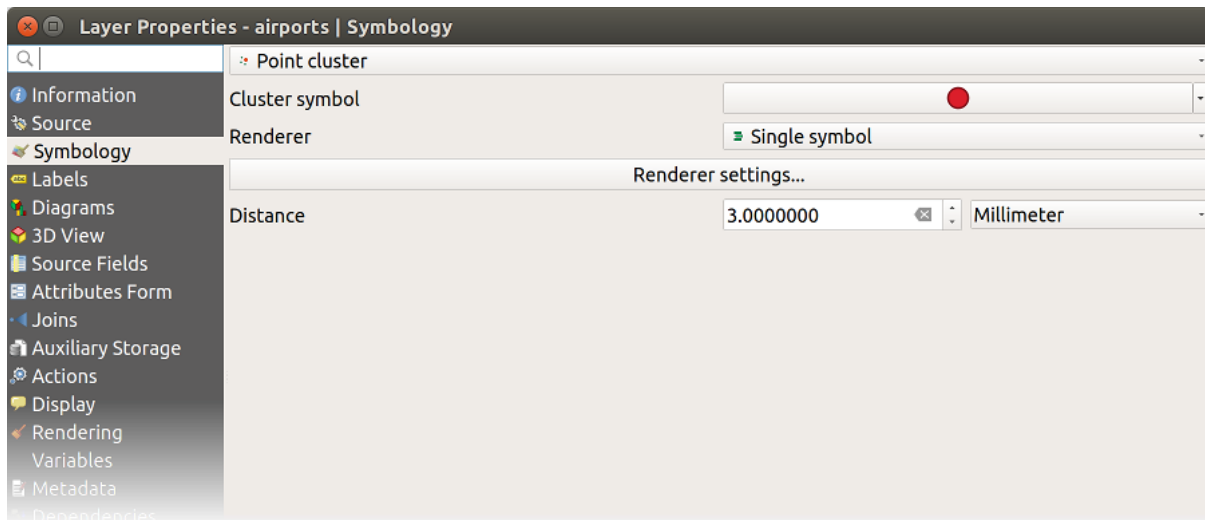 Layer Properties - airports | Symbology
Point cluster
Information
Cluster symbol
Source
Renderer
Single symbol
Symbology
Labels
Renderer settings...
Diagrams
Distance
3.0000000
Millimeter
3D View
Source Fields
Attributes Form
Joins
Auxiliary Storage
Actions
Display
Rendering
Variables
Metadata
Dependencies